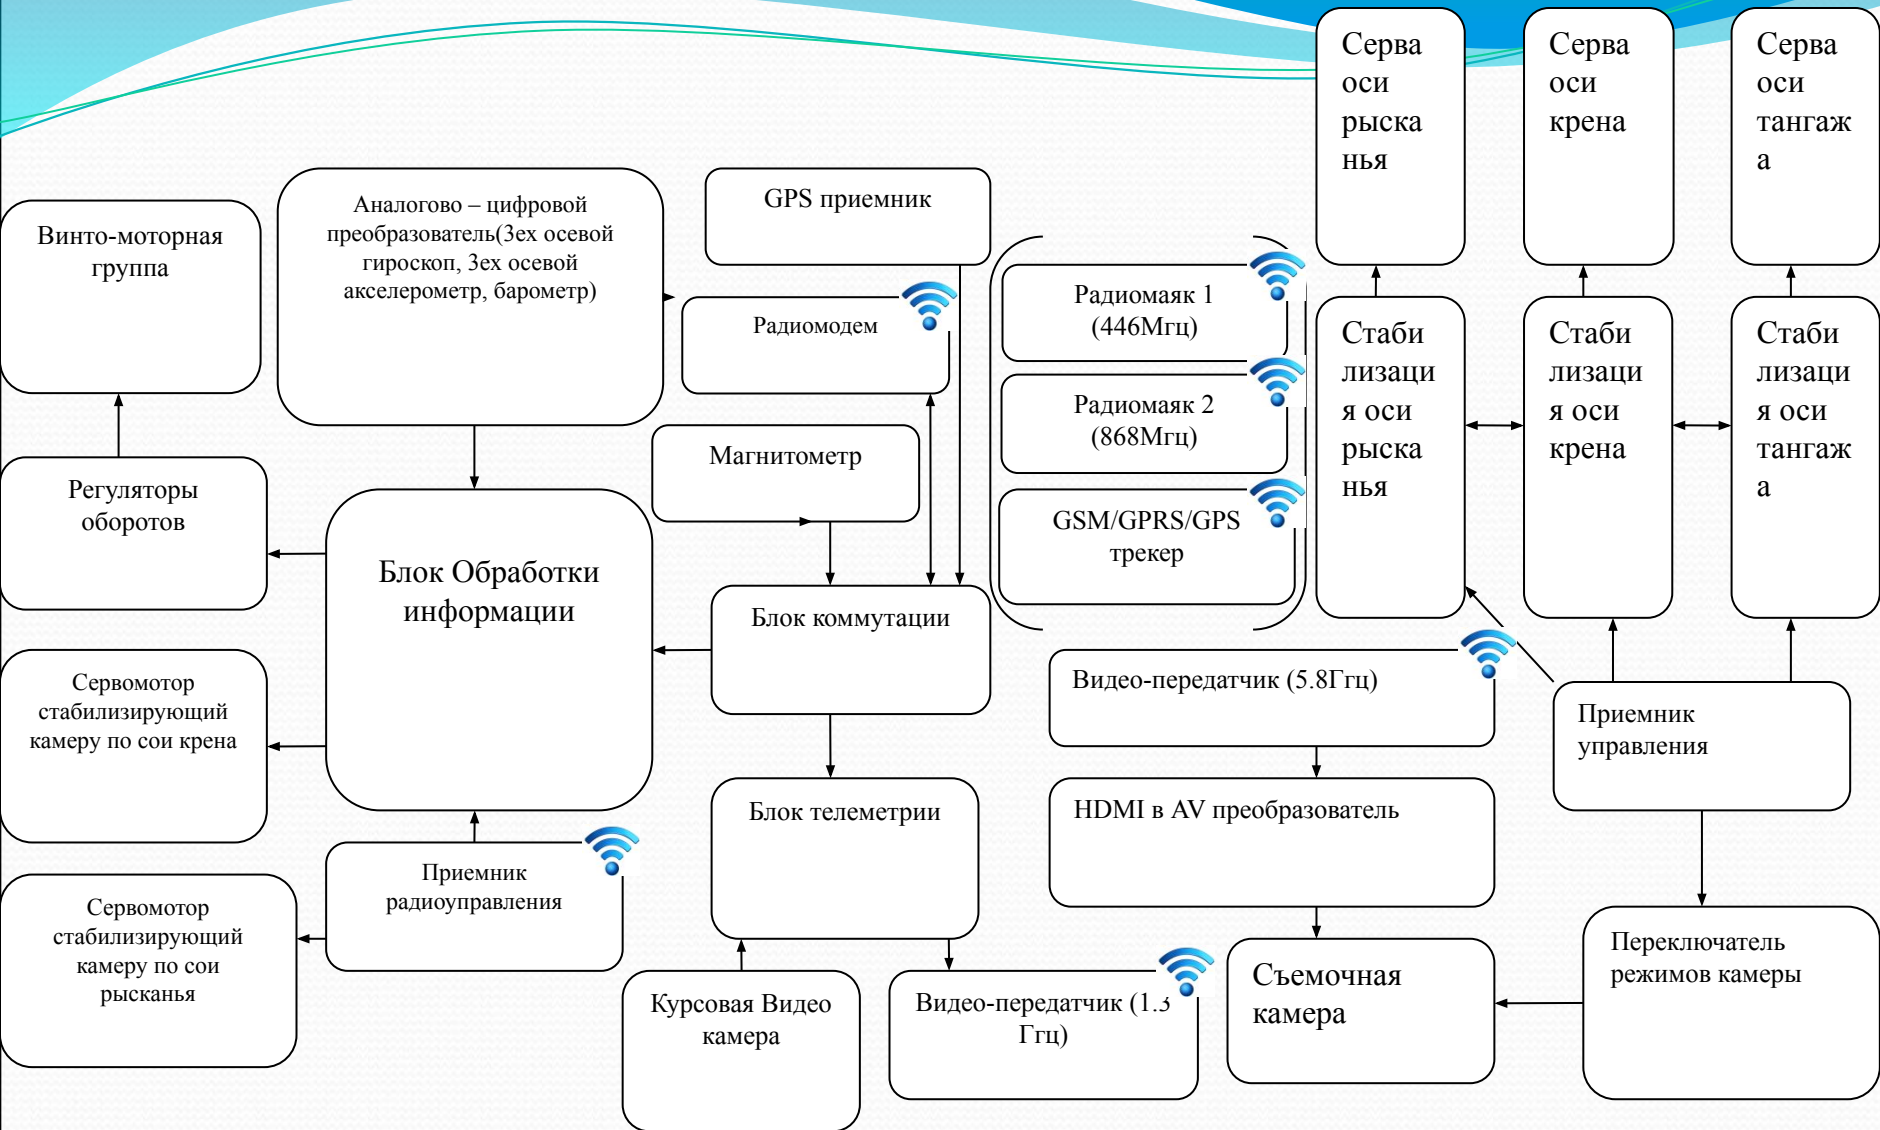 Серва
оси
рыска
нья
Серва
оси
крена
Серва
оси
тангаж
а
Винто-моторная
группа
Аналогово – цифровой
преобразователь(3ех осевой
гироскоп, 3ех осевой
акселерометр, барометр)
GPS приемник
Радиомодем
Радиомаяк 1
(446Мгц)
Радиомаяк 2
(868Мгц)
GSM/GPRS/GPS
трекер
Стаби
лизаци
я оси
рыска
нья
Стаби
лизаци
я оси
крена
Стаби
лизаци
я оси
тангаж
а
Магнитометр
Регуляторы
оборотов
Блок Обработки
информации
Блок коммутации
Сервомотор
стабилизирующий
камеру по сои крена
Видео-передатчик (5.8Ггц)
Приемник
управления
Блок телеметрии
HDMI в AV преобразователь
Приемник
радиоуправления
Сервомотор
стабилизирующий
камеру по сои
рысканья
Курсовая Видео
камера
Видео-передатчик (1.3
Ггц)
Съемочная
камера
Переключатель
режимов камеры